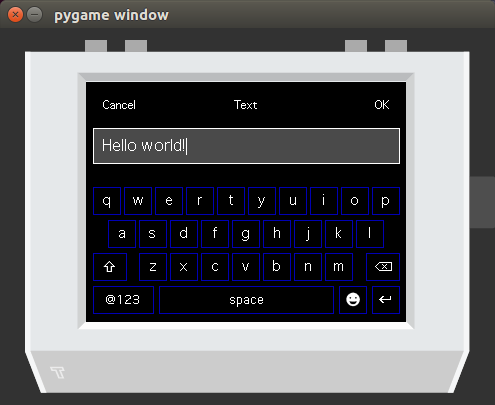 pygame window
Cancel Text OK
Hello world!
q w e r t y u i o p
a s d f g h j k l
z x c v b n m
@123 space